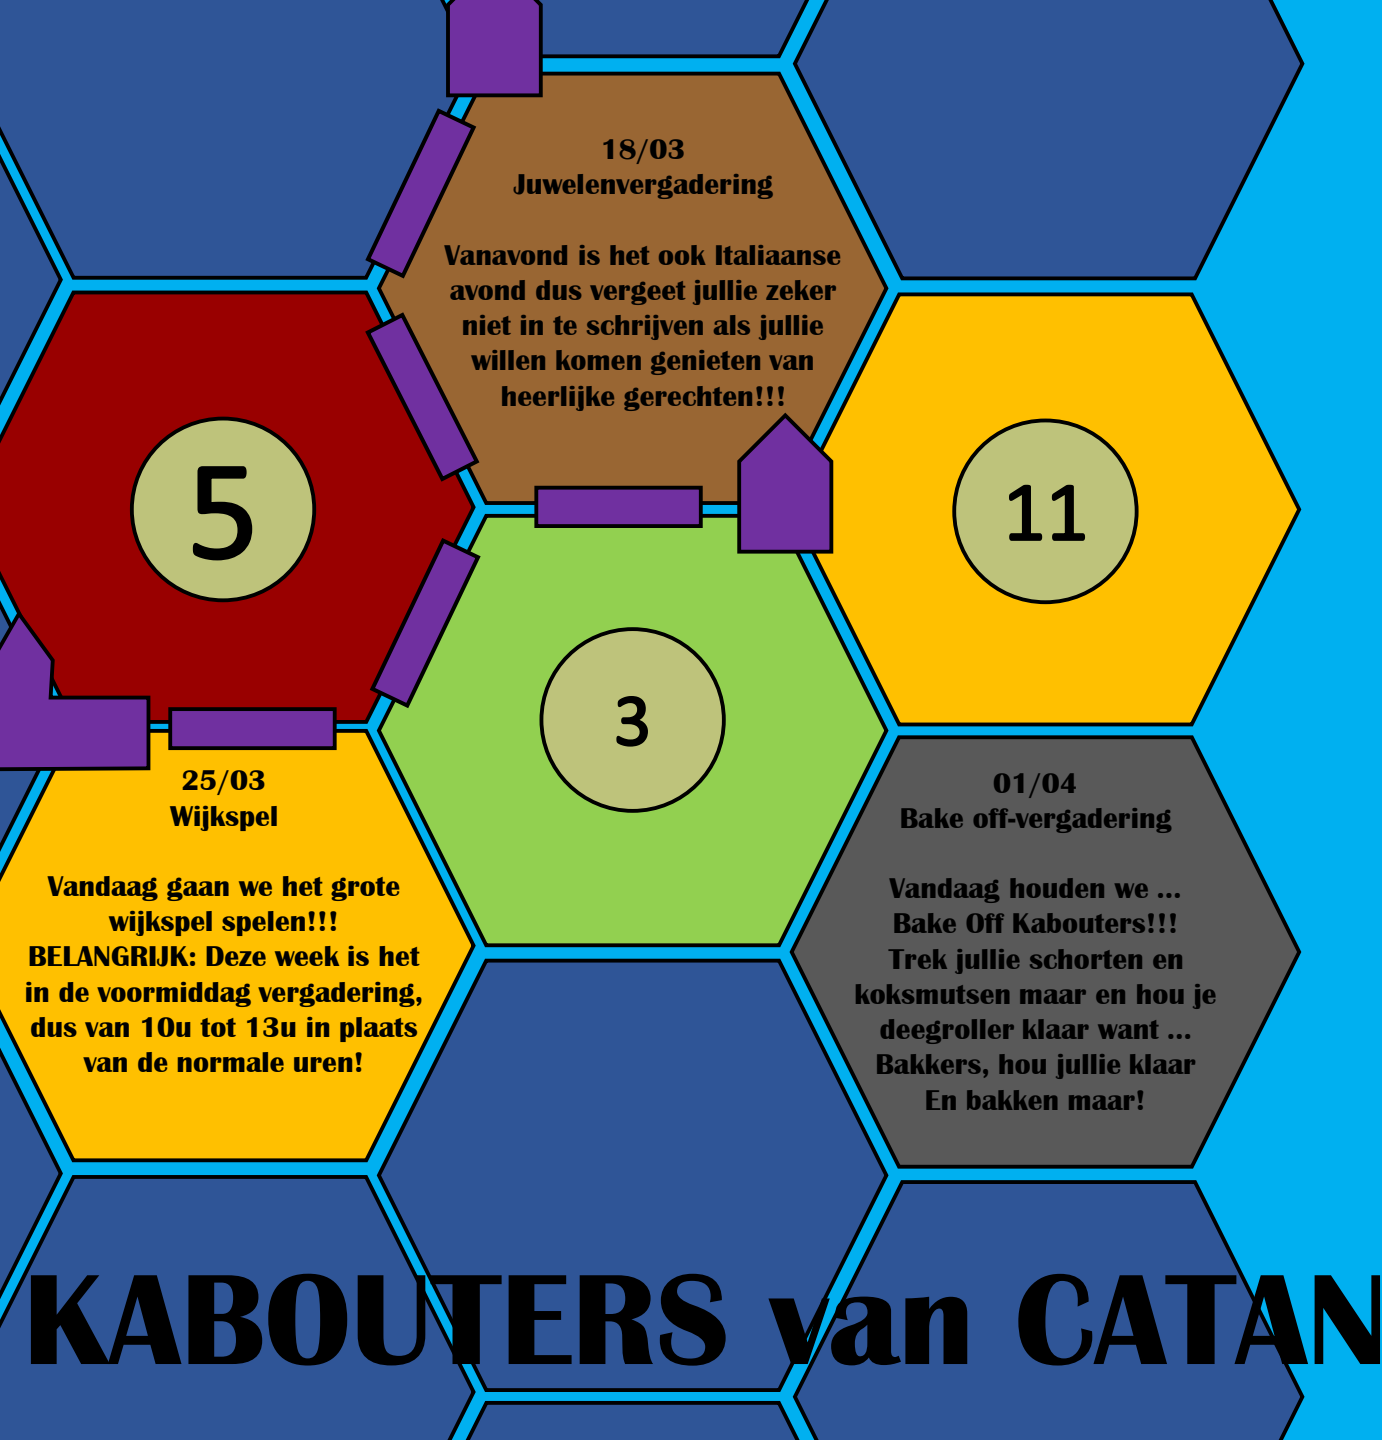 18/03
Juwelenvergadering
Vanavond is het ook Italiaanse
avond dus vergeet jullie zeker
niet in te schrijven als jullie
willen komen genieten van
heerlijke gerechten!!!
5
11
3
25/03
Wijkspel
Vandaag gaan we het grote
wijkspel spelen!!!
BELANGRIJK: Deze week is het
in de voormiddag vergadering,
dus van 10u tot 13u in plaats
van de normale uren!
01/04
Bake off-vergadering
Vandaag houden we ...
Bake Off Kabouters!!!
Trek jullie schorten en
koksmutsen maar en hou je
deegroller klaar want ...
Bakkers, hou jullie klaar
En bakken maar!
KABOUTERS van CATAN